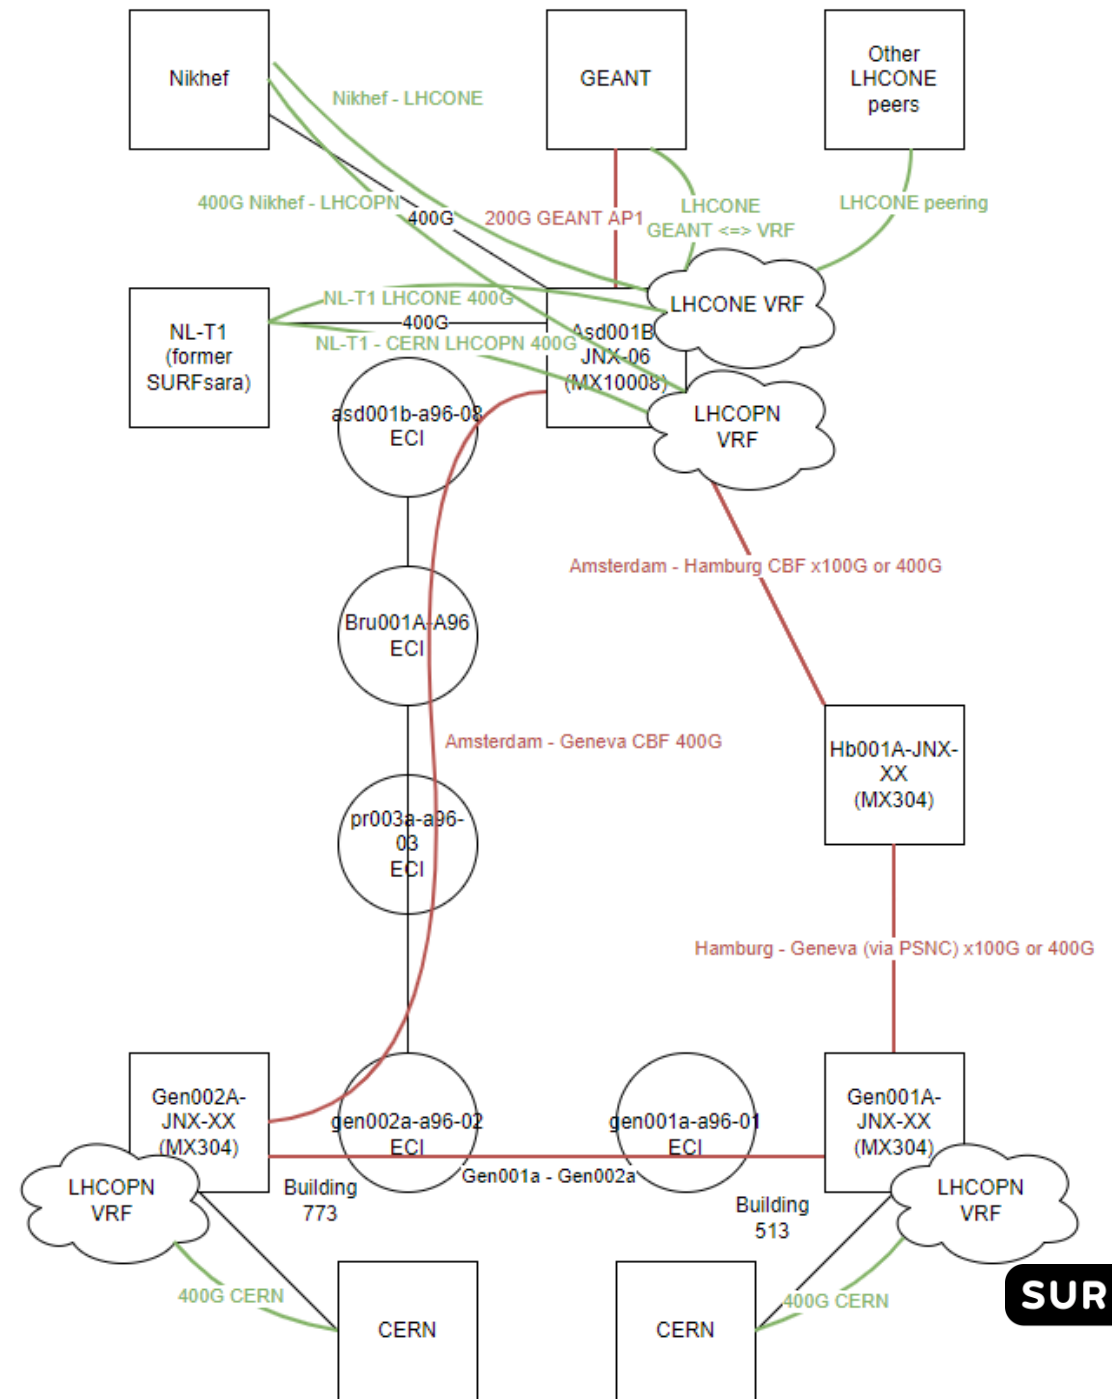 Nikhef
GEANT
Other
LHCONE
peers
Nikhef - LHCONE
400G Nikhef - LHCOPN
400G
200G GEANT AP1
LHCONE
GEANT <=> VRF
LHCONE peering
NL-T1
(former
SURFsara)
NL-T1 LHCONE 400G
400G
NL-T1 - CERN LHCOPN 400G
Asd001B
JNX-06
(MX10008)
LHCONE VRF
LHCOPN
VRF
asd001b-a96-08
ECI
Amsterdam - Hamburg CBF x100G or 400G
Bru001A-A96
ECI
Amsterdam - Geneva CBF 400G
Hb001A-JNX-
XX
(MX304)
pr003a-a96-
03
ECI
Hamburg - Geneva (via PSNC) x100G or 400G
Gen002A-
JNX-XX
(MX304)
gen002a-a96-02
ECI
gen001a-a96-01
ECI
Gen001A-
JNX-XX
(MX304)
Gen001a - Gen002a
LHCOPN
VRF
Building
773
Building
513
LHCOPN
VRF
400G CERN
CERN
CERN
400G CERN
SUR